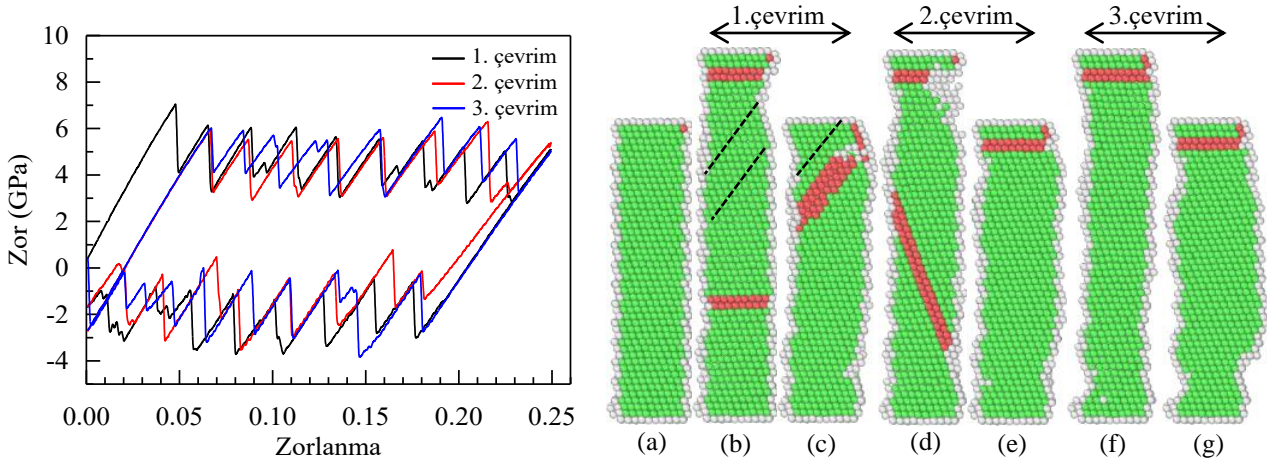 10
8
6
4
2
0
-2
-4
Zor (GPa)
0.00 0.05 0.10 0.15 0.20 0.25
Zorlanma
1. çevrim
2. çevrim
3. çevrim
1.çevrim 2.çevrim 3.çevrim
(a) (b) (c) (d) (e) (f) (g)